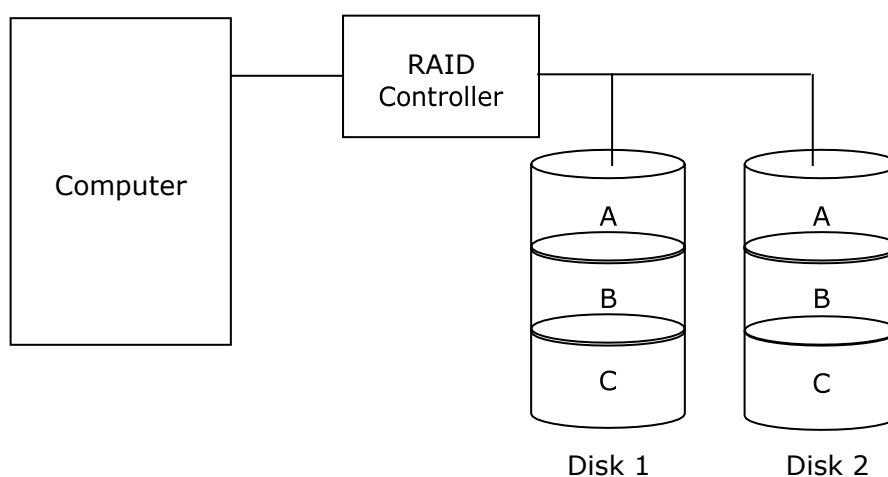 RAID
Controller
Computer
A
A
B
B
C
C
Disk 1
Disk 2